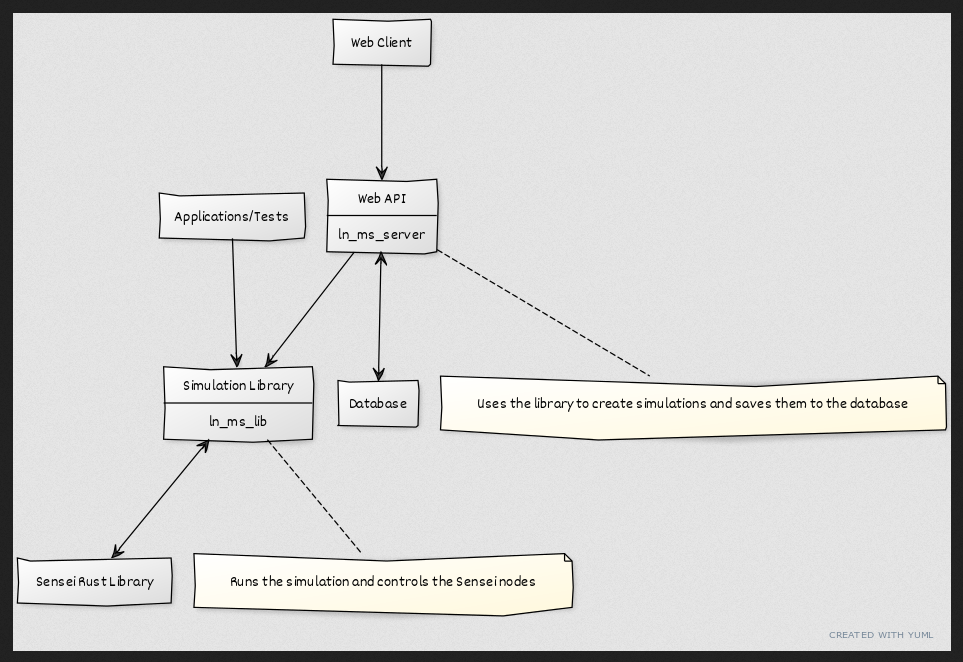 Web Client
Web API
ln_ms_server
Applications/Tests
Simulation Library
ln_ms_lib
Database
Uses the library to create simulations and saves them to the database
Sensei Rust Library
Runs the simulation and controls the Sensei nodes
CREATED WITH YUML